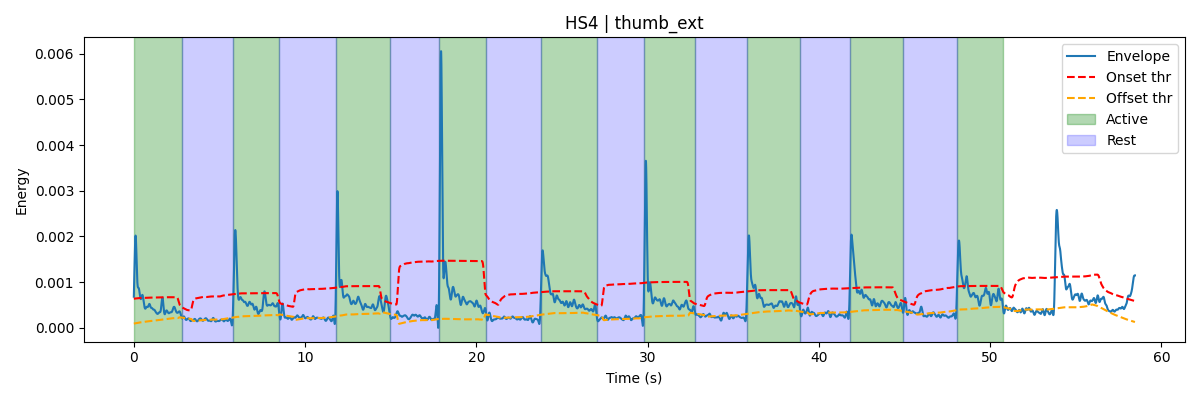 HS4 | thumb_ext
Energy
0.006
0.005
0.004
0.003
0.002
0.001
0.000
Envelope
Onset thr
Offset thr
Active
Rest
0 10 20 30 40 50 60
Time (s)